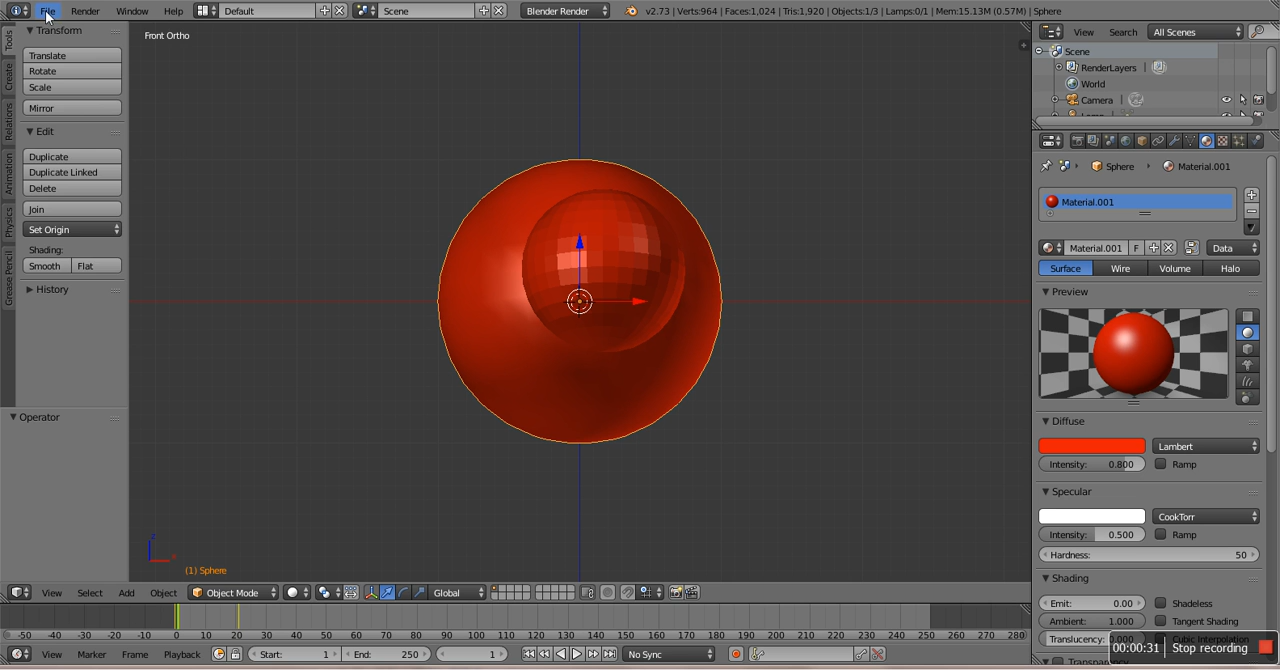 File Render Window Help Default Scene Blender Render v2.73 | Verts:964 | Faces:1,024 | Tris:1,920 | Objects:1/3 | Lamps:0/1 | Mem:15.13M (0.57M) | Sphere
Tools
Create
Relations
Animation
Physics
Grease Pencil
Transform
Translate
Rotate
Scale
Mirror
Edit
Duplicate
Duplicate Linked
Delete
Join
Set Origin
Shading:
Smooth Flat
History
Operator
Front Ortho
(1) Sphere
View Select Add Object Object Mode Global
-50 -40 -30 -20 -10 0 10 20 30 40 50 60 70 80 90 100 110 120 130 140 150 160 170 180 190 200 210 220 230 240 250 260 270 280
View Marker Frame Playback Start: 1 End: 250 1 No Sync
View Search All Scenes
Scene
RenderLayers |
World
Camera |
Sphere Material.001
Material.001
Material.001 F Data
Surface Wire Volume Halo
Preview
Diffuse
Lambert
Intensity: 0.800 Ramp
Specular
CookTorr
Intensity: 0.500 Ramp
Hardness: 50
Shading
Emit: 0.00 Shadeless
Ambient: 1.000 Tangent Shading
Translucency: 0.000 Cubic Interpolation
00:00:31 Stop recording